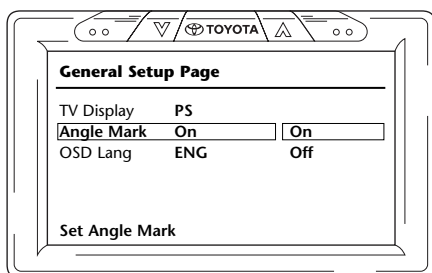 TOYOTA
General Setup Page
TV Display PS
Angle Mark On On
OSD Lang ENG Off
Set Angle Mark